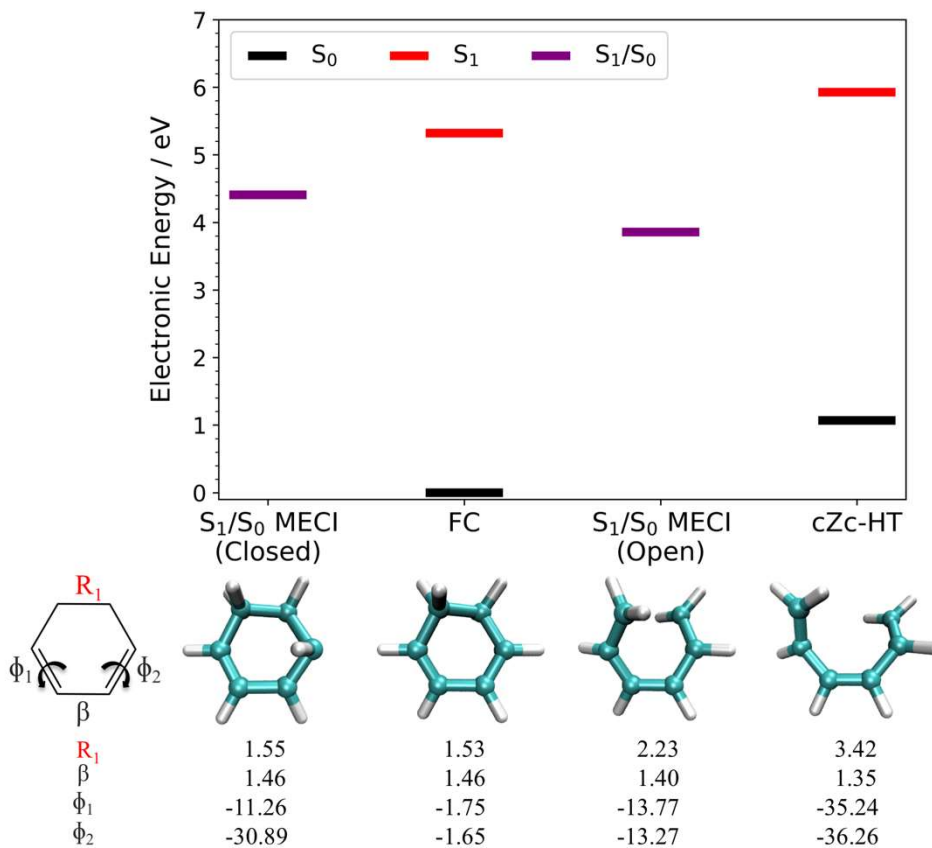 7
S₀ S₁ S₁/S₀
6
5
4
3
2
1
0
Electronic Energy / eV
S₁/S₀ MECI (Closed) FC S₁/S₀ MECI (Open) cZc-HT
R₁
ϕ₁ ϕ₂
β
R₁ 1.55 1.53 2.23 3.42
β 1.46 1.46 1.40 1.35
ϕ₁ -11.26 -1.75 -13.77 -35.24
ϕ₂ -30.89 -1.65 -13.27 -36.26